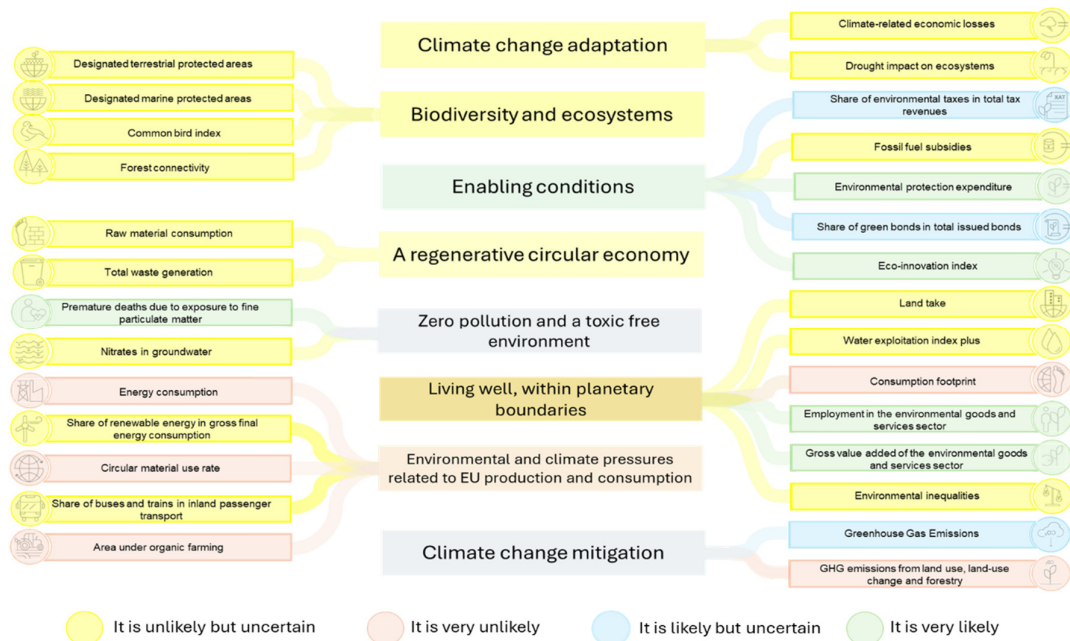 Designated terrestrial protected areas
Designated marine protected areas
Common bird index
Forest connectivity
Raw material consumption
Total waste generation
Premature deaths due to exposure to fine
particulate matter
Nitrates in groundwater
Energy consumption
Share of renewable energy in gross final
energy consumption
Circular material use rate
Share of buses and trains in inland passenger
transport
Area under organic farming
Climate change adaptation
Biodiversity and ecosystems
Enabling conditions
A regenerative circular economy
Zero pollution and a toxic free
environment
Living well, within planetary
boundaries
Environmental and climate pressures
related to EU production and consumption
Climate change mitigation
Climate-related economic losses
Drought impact on ecosystems
Share of environmental taxes in total tax
revenues
Fossil fuel subsidies
Environmental protection expenditure
Share of green bonds in total issued bonds
Eco-innovation index
Land take
Water exploitation index plus
Consumption footprint
Employment in the environmental goods and
services sector
Gross value added of the environmental goods
and services sector
Environmental inequalities
Greenhouse Gas Emissions
GHG emissions from land use, land-use
change and forestry
It is unlikely but uncertain
It is very unlikely
It is likely but uncertain
It is very likely